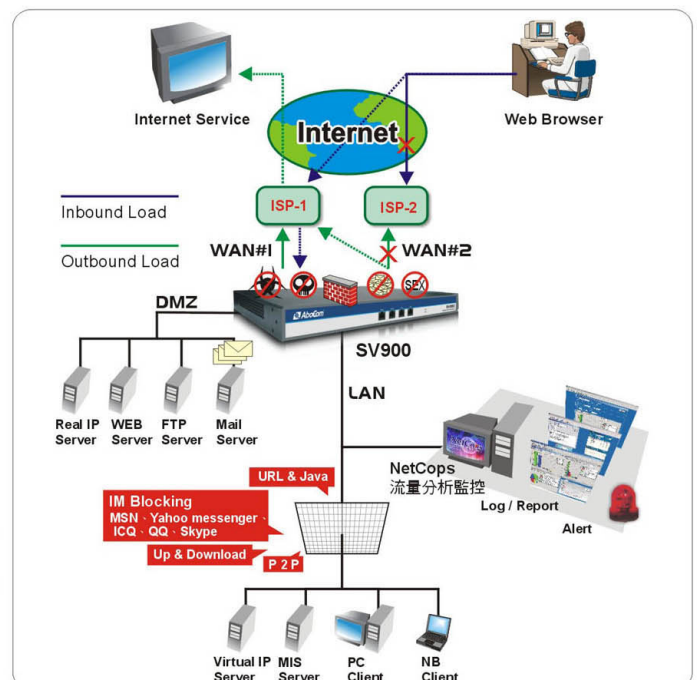 Internet Service
Web Browser
Internet
ISP-1
ISP-2
Inbound Load
Outbound Load
WAN#1
WAN#2
SEX
DMZ
AboCom
SV900
LAN
Real IP
Server
WEB
Server
FTP
Server
Mail
Server
NetCops
流量分析監控
Log / Report
Alert
URL & Java
IM Blocking
MSN、Yahoo messenger、
ICQ、QQ、Skype
Up & Download
P 2 P
Virtual IP
Server
MIS
Server
PC
Client
NB
Client